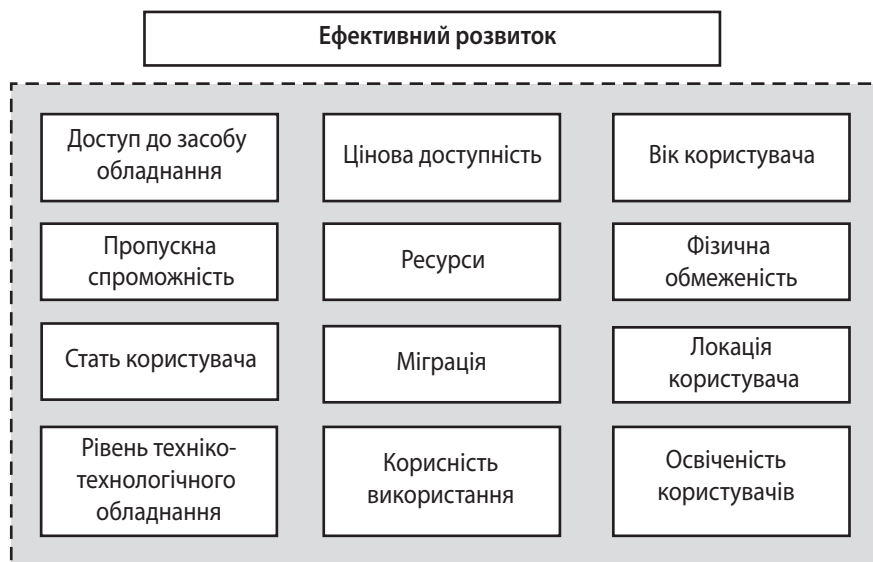 Ефективний розвиток
Доступ до засобу
обладнання
Цінова доступність
Вік користувача
Пропускна
спроможність
Ресурси
Фізична
обмеженість
Стать користувача
Міграція
Локація
користувача
Рівень техніко-
технологічного
обладнання
Корисність
використання
Освіченість
користувачів